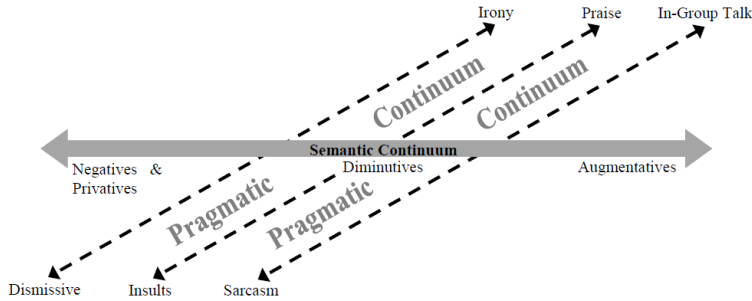 Irony
Praise
In-Group Talk
Continuum
Continuum
Semantic Continuum
Negatives &
Privatives
Diminutives
Augmentatives
Pragmatic
Pragmatic
Dismissive
Insults
Sarcasm